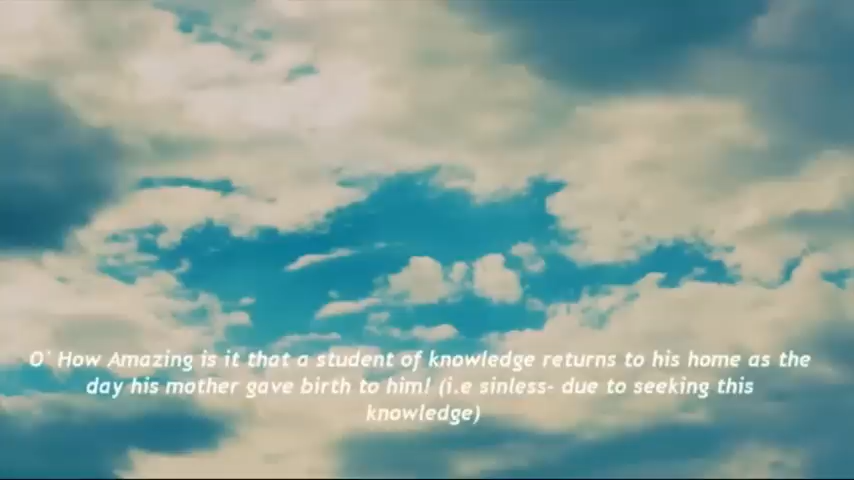 O' How Amazing is it that a student of knowledge returns to his home as the
day his mother gave birth to him! (i.e sinless- due to seeking this
knowledge)